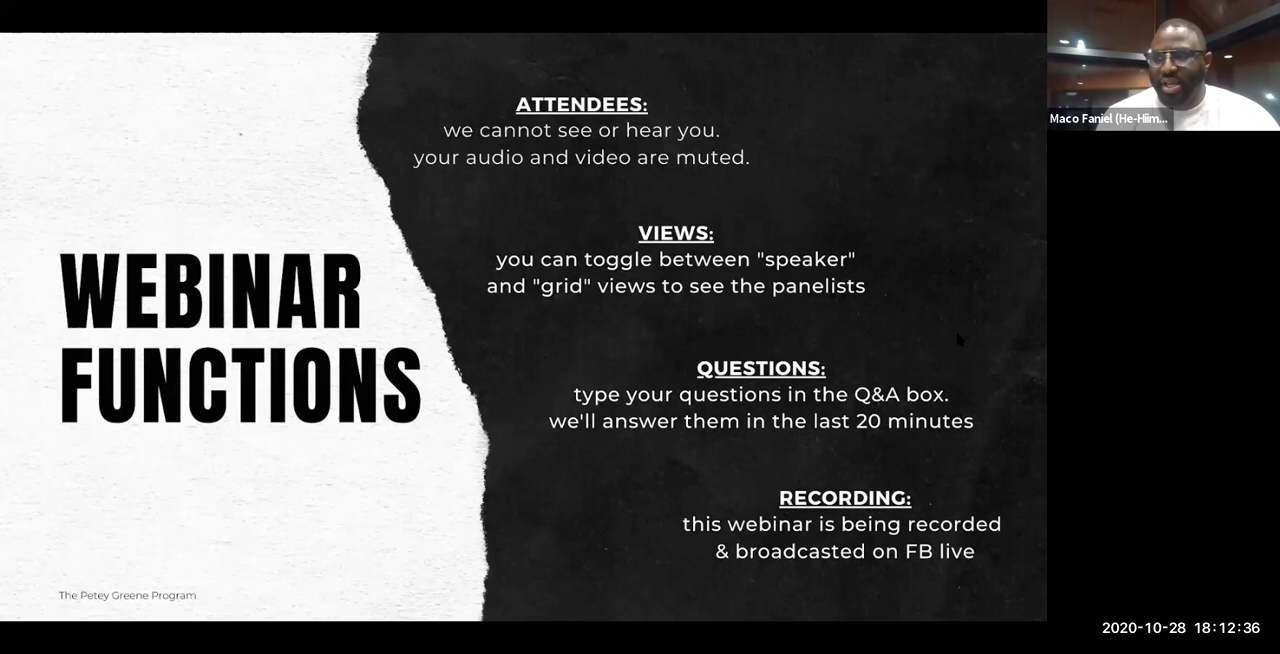 WEBINAR
FUNCTIONS
ATTENDEES:
we cannot see or hear you.
your audio and video are muted.
VIEWS:
you can toggle between "speaker"
and "grid" views to see the panelists
QUESTIONS:
type your questions in the Q&A box.
we'll answer them in the last 20 minutes
RECORDING:
this webinar is being recorded
& broadcasted on FB live
The Petey Greene Program
Maco Faniel (He-Hiim...
2020-10-28 18:12:36